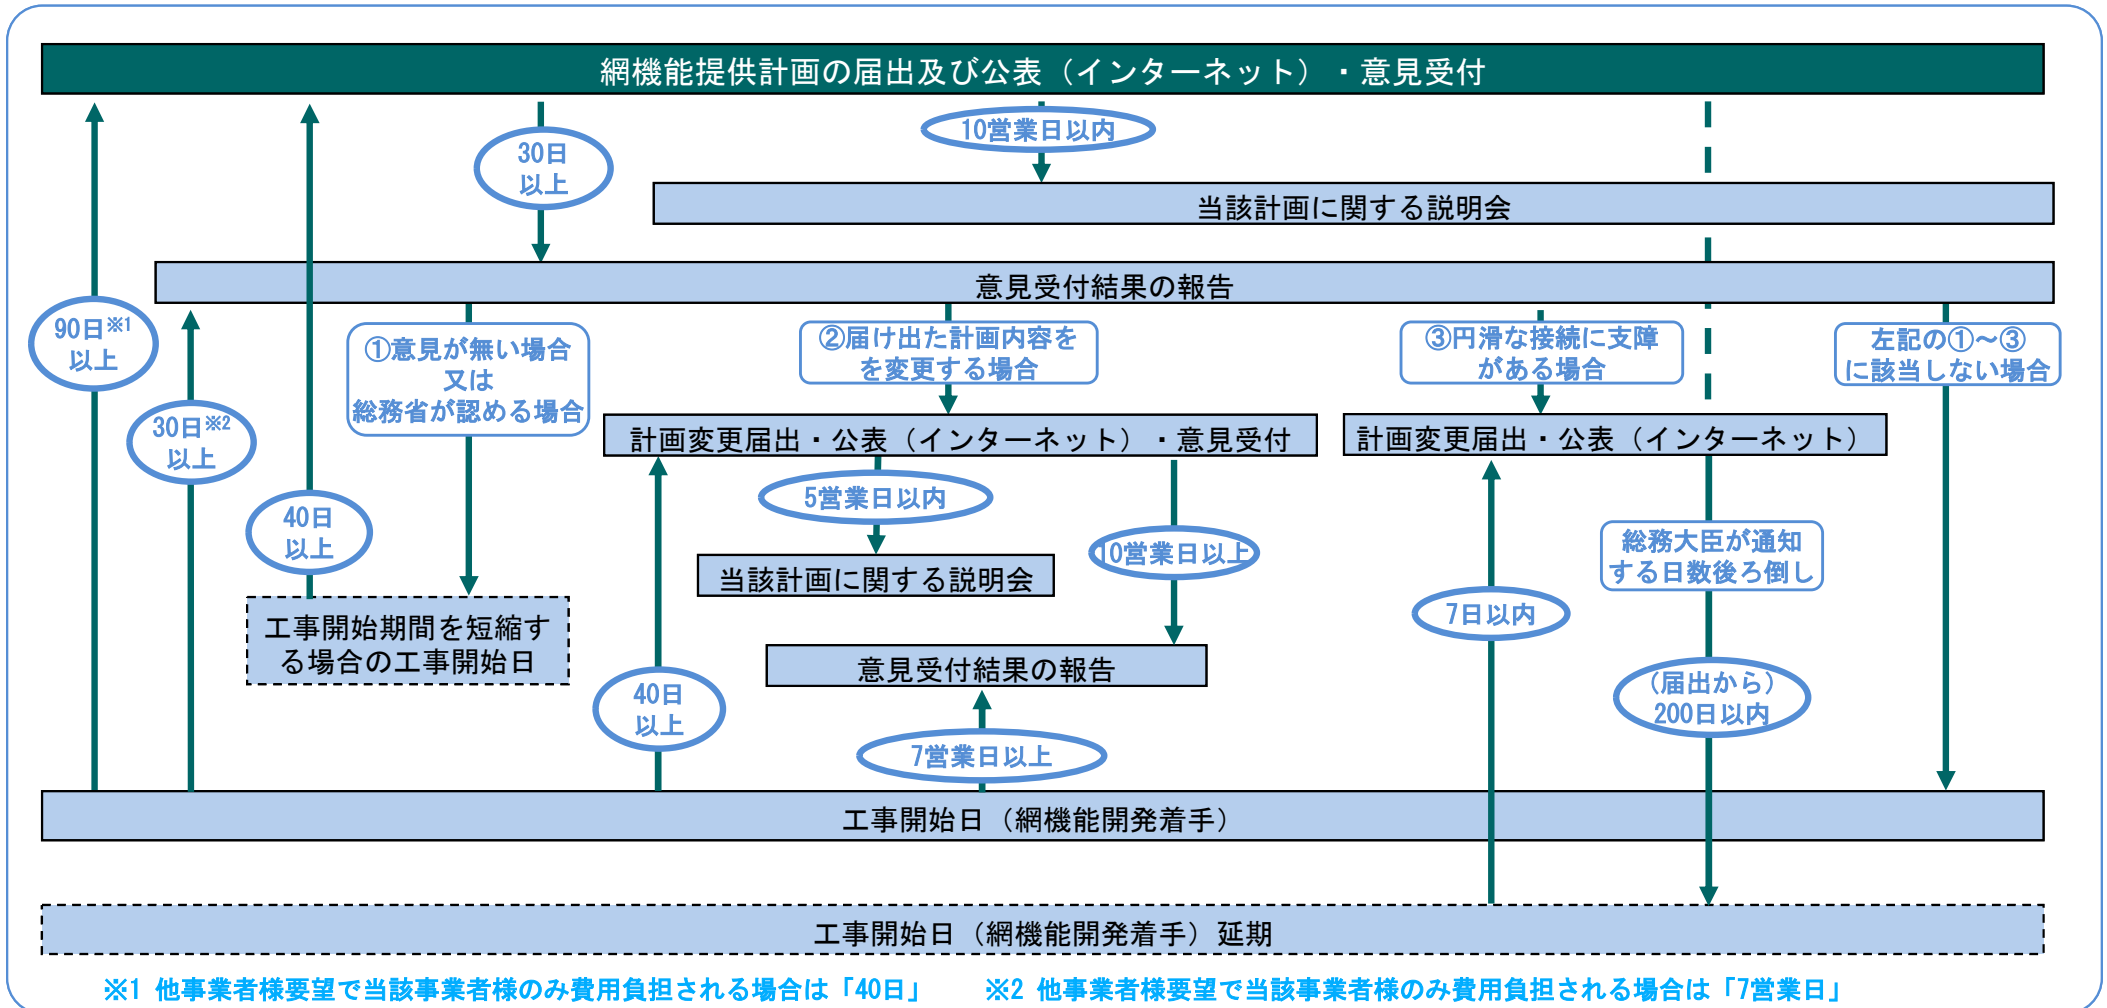 網機能提供計画の届出及び公表（インターネット）・意見受付
10営業日以内
30日
以上
当該計画に関する説明会
意見受付結果の報告
90日※1
以上
30日※2
以上
40日
以上
①意見が無い場合
又は
総務省が認める場合
②届け出た計画内容を
を変更する場合
③円滑な接続に支障
がある場合
左記の①～③
に該当しない場合
計画変更届出・公表（インターネット）・意見受付
計画変更届出・公表（インターネット）
5営業日以内
10営業日以上
当該計画に関する説明会
総務大臣が通知
する日数後ろ倒し
7日以内
工事開始期間を短縮す
る場合の工事開始日
意見受付結果の報告
40日
以上
（届出から）
200日以内
7営業日以上
工事開始日（網機能開発着手）
工事開始日（網機能開発着手）延期
※1 他事業者様要望で当該事業者様のみ費用負担される場合は「40日」
※2 他事業者様要望で当該事業者様のみ費用負担される場合は「7営業日」